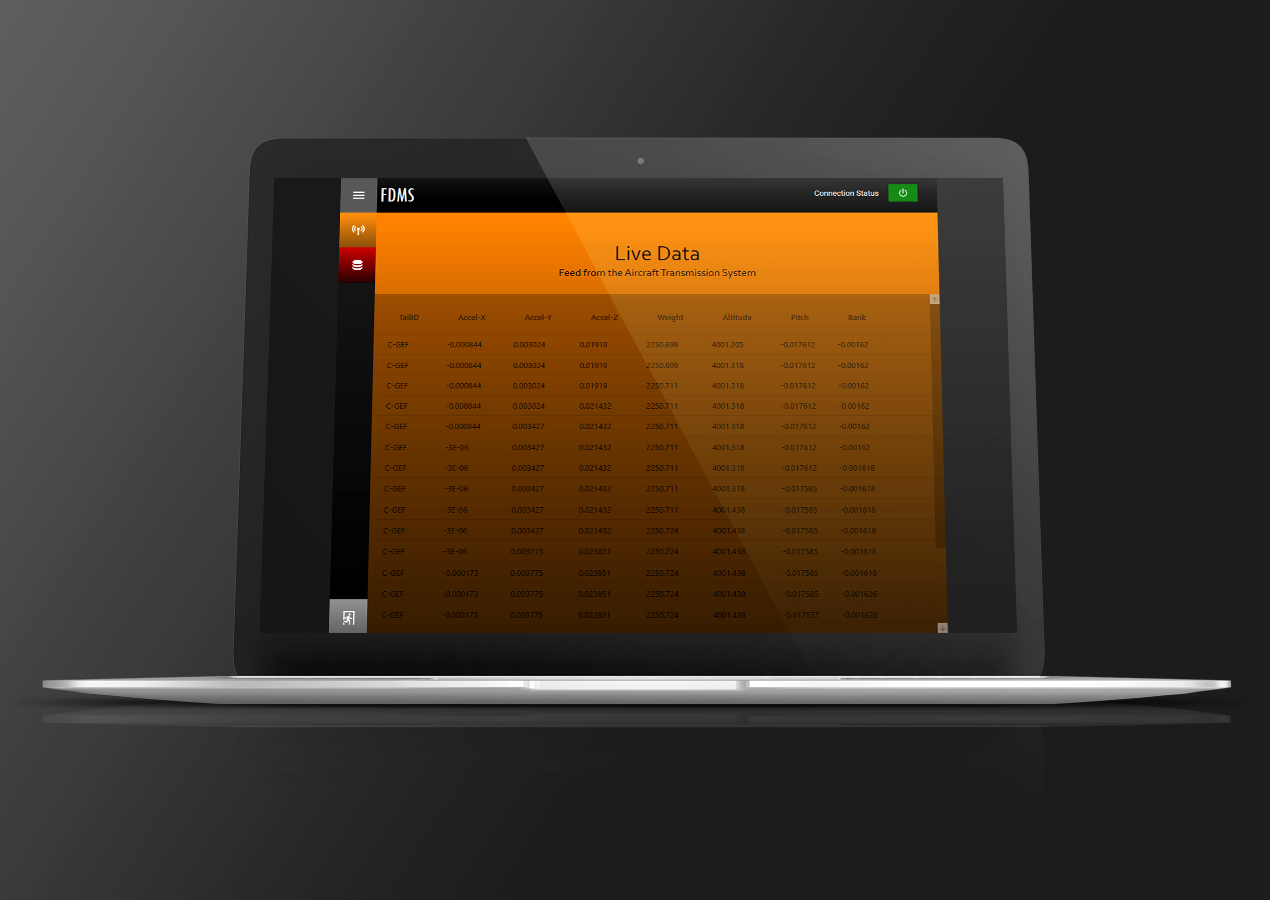 FDMS
Connection Status
Live Data
Feed from the Aircraft Transmission System
TailID Accel-X Accel-Y Accel-Z Weight Altitude Pitch Bank
C-GEF -0.000844 0.003024 0.01919 2250.699 4001.205 -0.017612 -0.00162
C-GEF -0.000844 0.003024 0.01919 2250.699 4001.318 -0.017612 -0.00162
C-GEF -0.000844 0.003024 0.01919 2250.711 4001.318 -0.017612 -0.00162
C-GEF -0.000844 0.003024 0.021432 2250.711 4001.318 -0.017612 -0.00162
C-GEF -0.000844 0.003427 0.021432 2250.711 4001.318 -0.017612 -0.00162
C-GEF -3E-06 0.003427 0.021432 2250.711 4001.318 -0.017612 -0.00162
C-GEF -3E-06 0.003427 0.021432 2250.711 4001.318 -0.017612 -0.001618
C-GEF -3E-06 0.003427 0.021432 2250.711 4001.318 -0.017585 -0.001618
C-GEF -3E-06 0.003427 0.021432 2250.711 4001.438 -0.017585 -0.001618
C-GEF -3E-06 0.003427 0.021432 2250.724 4001.438 -0.017585 -0.001618
C-GEF -3E-06 0.003775 0.023851 2250.724 4001.438 -0.017585 -0.001618
C-GEF -0.000173 0.003775 0.023851 2250.724 4001.438 -0.017585 -0.001618
C-GEF -0.000173 0.003775 0.023851 2250.724 4001.438 -0.017585 -0.001626
C-GEF -0.000173 0.003775 0.023851 2250.724 4001.438 -0.017557 -0.001626